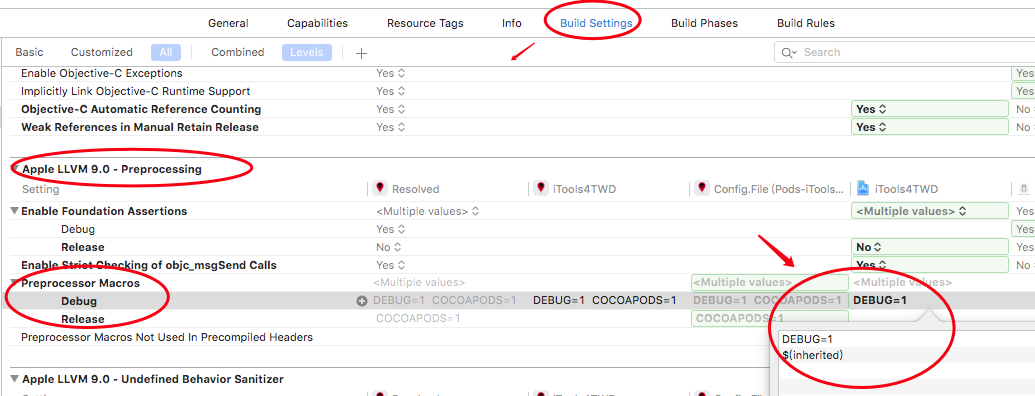 General Capabilities Resource Tags Info Build Settings Build Phases Build Rules
Basic Customized All Combined Levels + Search
Enable Objective-C Exceptions Yes Yes
Implicitly Link Objective-C Runtime Support Yes Yes
Objective-C Automatic Reference Counting Yes Yes No
Weak References in Manual Retain Release Yes Yes No
Apple LLVM 9.0 - Preprocessing
Setting Resolved iTools4TWD Config.File (Pods-iTools... iTools4TWD
Enable Foundation Assertions <Multiple values> <Multiple values> Yes
Debug Yes Yes
Release No No Yes
Enable Strict Checking of objc_msgSend Calls Yes Yes No
Preprocessor Macros <Multiple values> <Multiple values> <Multiple values>
Debug DEBUG=1 COCOAPODS=1 DEBUG=1 COCOAPODS=1 DEBUG=1 COCOAPODS=1 DEBUG=1
Release COCOAPODS=1 COCOAPODS=1
Preprocessor Macros Not Used In Precompiled Headers
DEBUG=1
$(inherited)
Apple LLVM 9.0 - Undefined Behavior Sanitizer